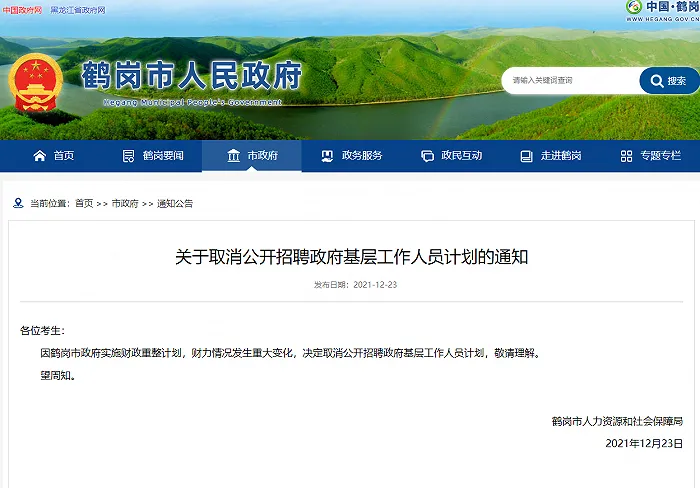 中国政府网 黑龙江省政府网
中国·鹤岗
WWW.HEGANG.GOV.CN
鹤岗市人民政府
Hegang Municipal People's Government
请输入关键词查询 搜索
首页 鹤岗要闻 市政府 政务服务 政民互动 走进鹤岗 专题专栏
当前位置：首页 >> 市政府 >> 通知公告
关于取消公开招聘政府基层工作人员计划的通知
发布日期：2021-12-23
各位考生：
因鹤岗市政府实施财政重整计划，财力情况发生重大变化，决定取消公开招聘政府基层工作人员计划，敬请理解。
望周知。
鹤岗市人力资源和社会保障局
2021年12月23日